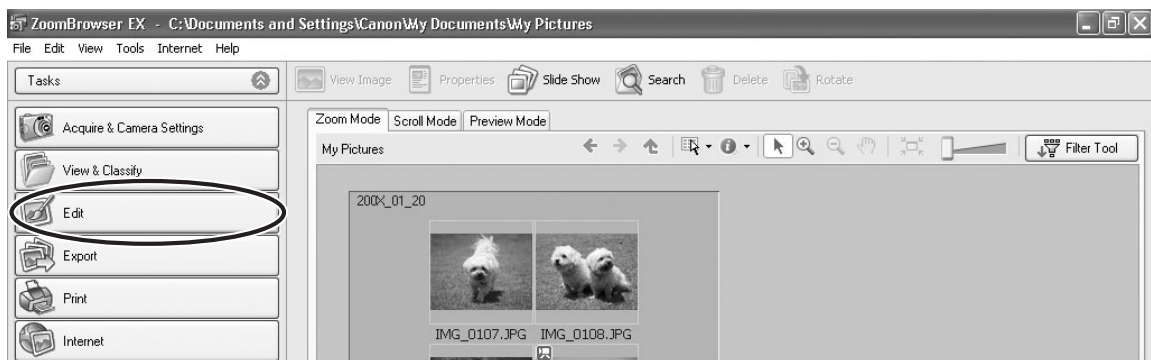 ZoomBrowser EX - C:\Documents and Settings\Canon\My Documents\My Pictures
File Edit View Tools Internet Help
Tasks
View Image Properties Slide Show Search Delete Rotate
Acquire & Camera Settings
View & Classify
Edit
Export
Print
Internet
Zoom Mode Scroll Mode Preview Mode
My Pictures
Filter Tool
200X_01_20
IMG_0107.JPG IMG_0108.JPG